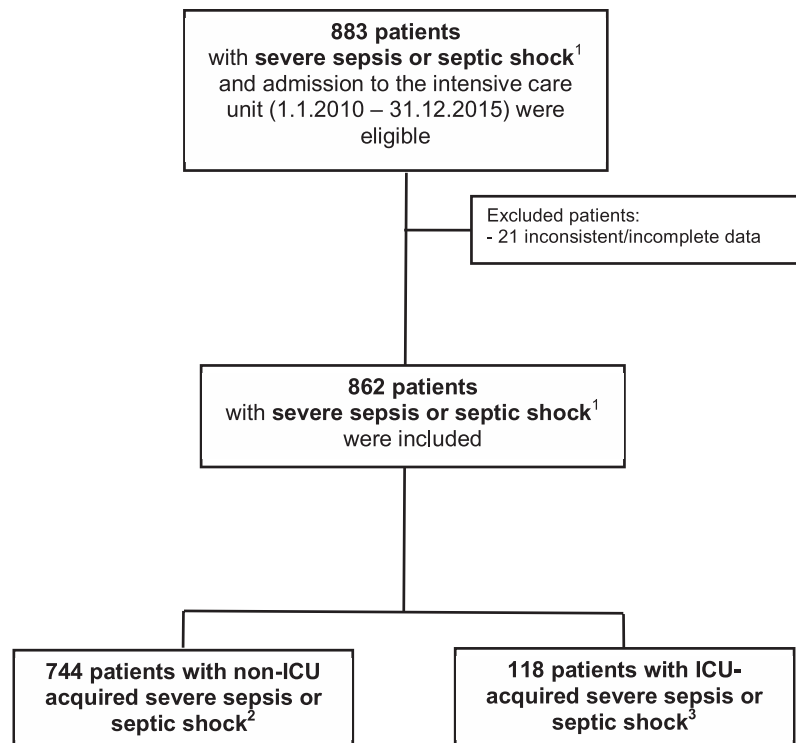 883 patients
with severe sepsis or septic shock¹
and admission to the intensive care
unit (1.1.2010 – 31.12.2015) were
eligible
Excluded patients:
- 21 inconsistent/incomplete data
862 patients
with severe sepsis or septic shock¹
were included
744 patients with non-ICU
acquired severe sepsis or
septic shock²
118 patients with ICU-
acquired severe sepsis or
septic shock³